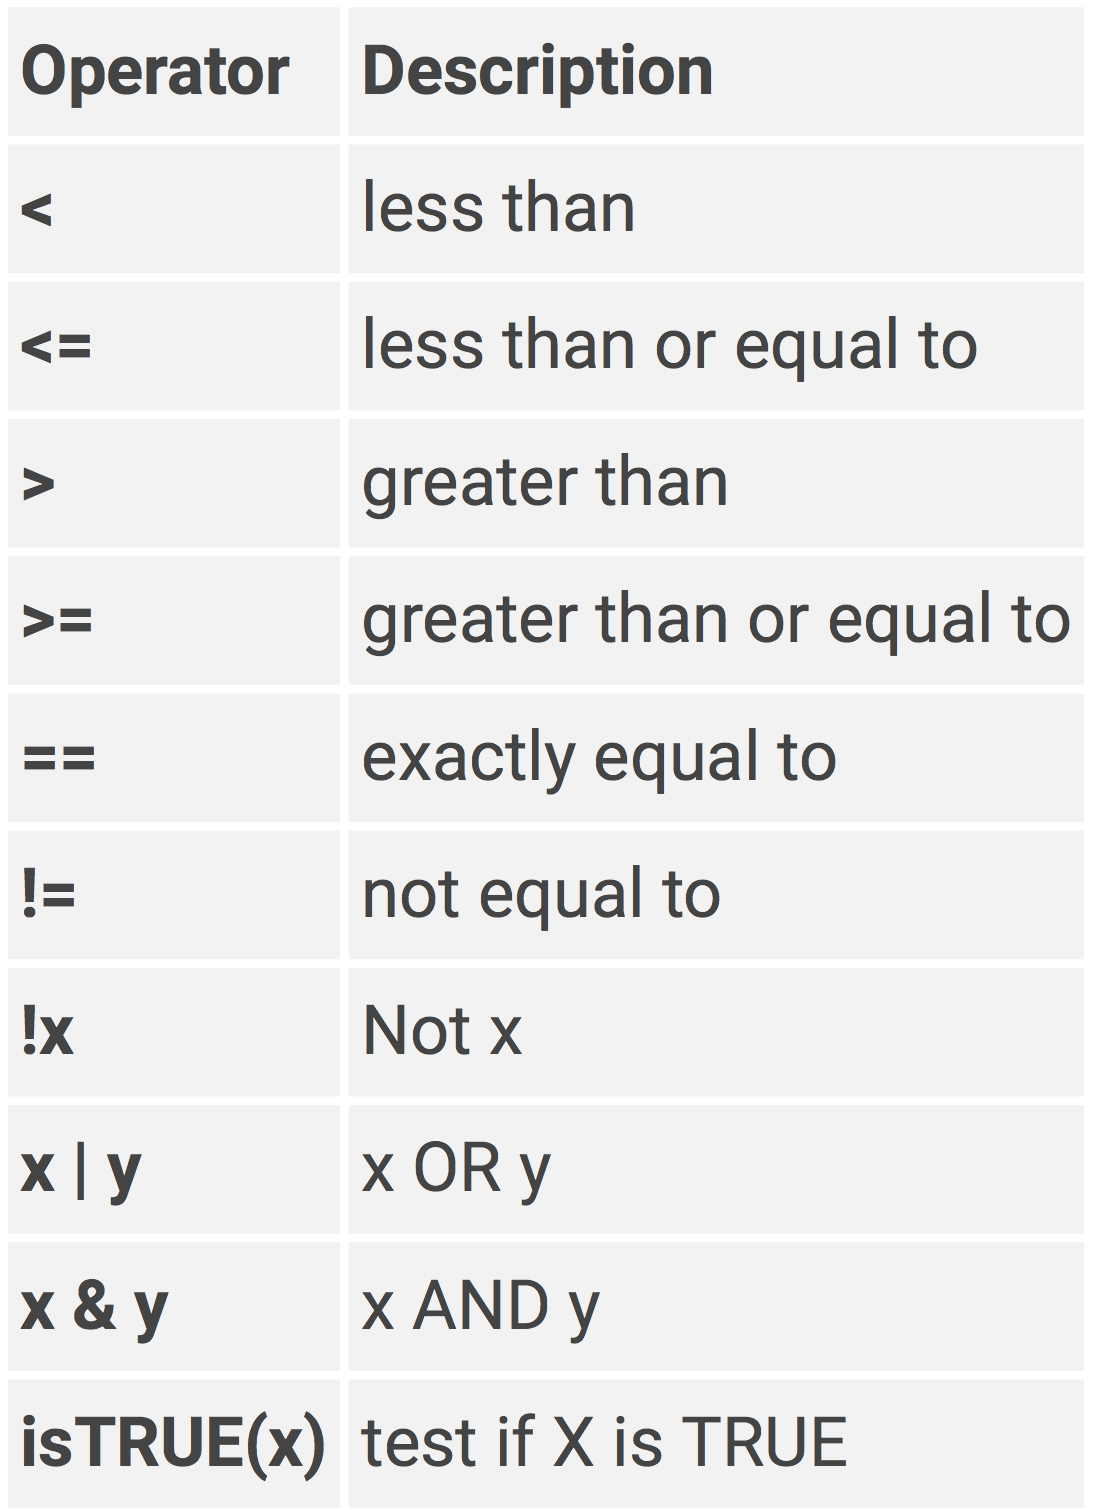 Operator Description
< less than
<= less than or equal to
> greater than
>= greater than or equal to
== exactly equal to
!= not equal to
!x Not x
x | y x OR y
x & y x AND y
isTRUE(x) test if X is TRUE